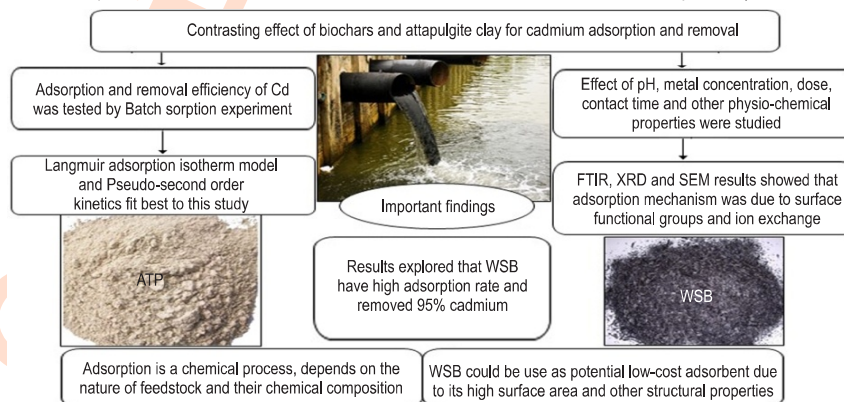 Contrasting effect of biochars and attapulgite clay for cadmium adsorption and removal
Adsorption and removal efficiency of Cd
was tested by Batch sorption experiment
Effect of pH, metal concentration, dose,
contact time and other physio-chemical
properties were studied
Langmuir adsorption isotherm model
and Pseudo-second order
kinetics fit best to this study
FTIR, XRD and SEM results showed that
adsorption mechanism was due to surface
functional groups and ion exchange
Important findings
ATP
Results explored that WSB
have high adsorption rate and
removed 95% cadmium
WSB
Adsorption is a chemical process, depends on the
nature of feedstock and their chemical composition
WSB could be use as potential low-cost adsorbent due
to its high surface area and other structural properties